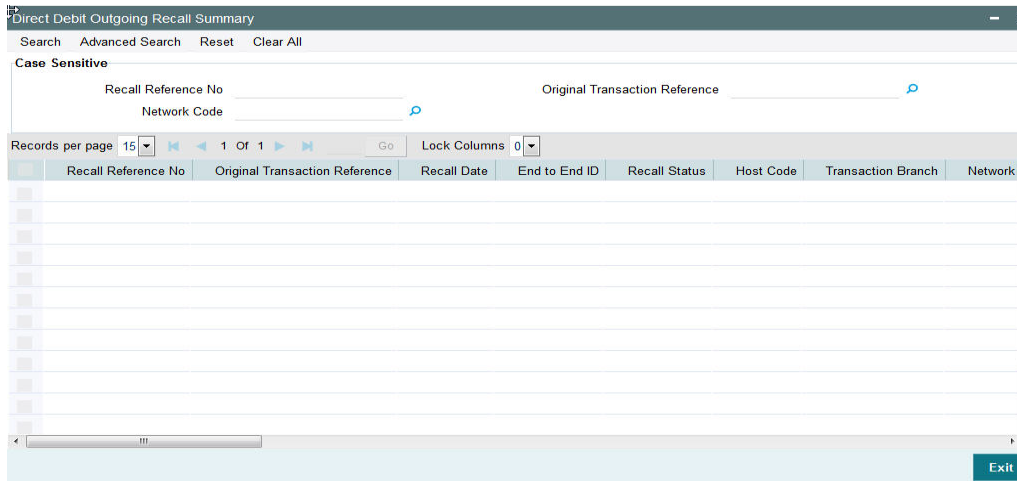 Direct Debit Outgoing Recall Summary
Search Advanced Search Reset Clear All
Case Sensitive
Recall Reference No Original Transaction Reference
Network Code
Records per page 15 1 Of 1 Go Lock Columns 0
Recall Reference No Original Transaction Reference Recall Date End to End ID Recall Status Host Code Transaction Branch Network
Exit